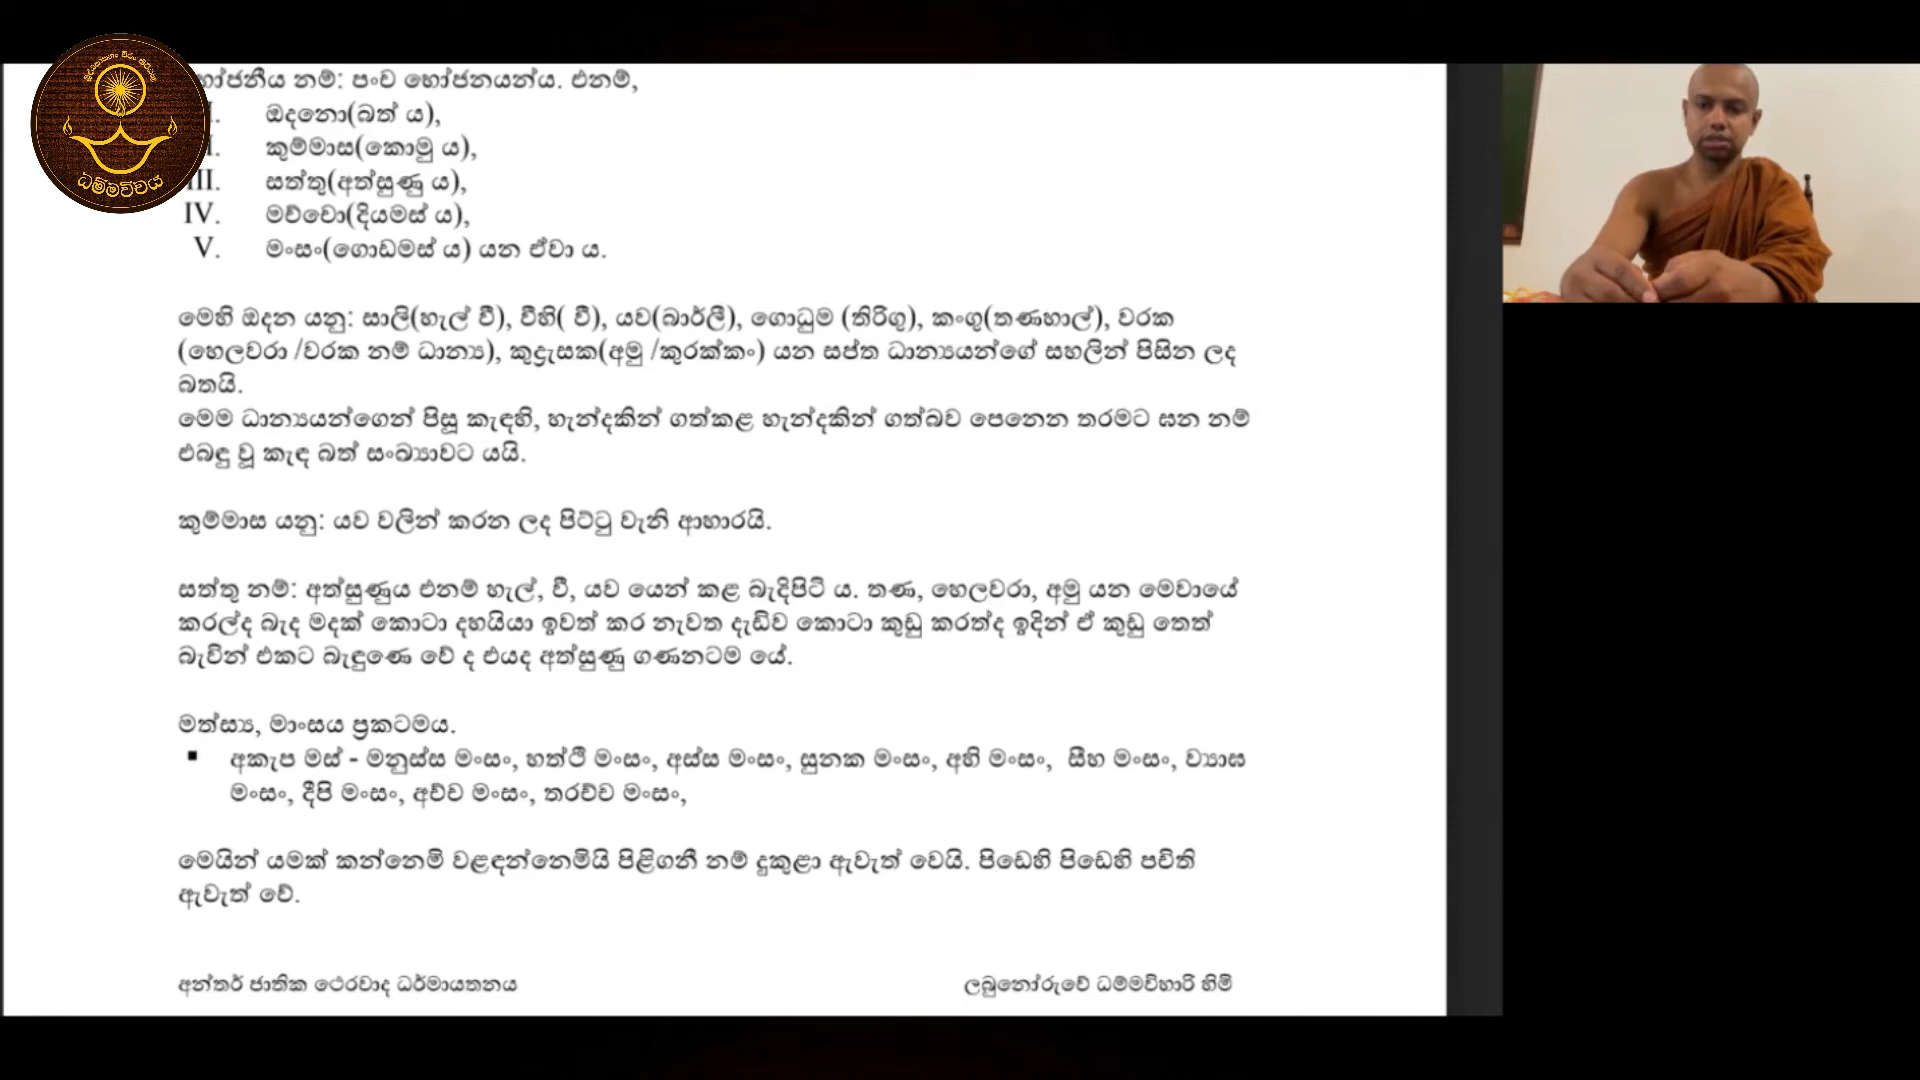 ධම්මවිචය
භෝජනීය නම්: පංච භෝජනයන්ය. එනම්,
ඔදනො(බත් ය),
කුම්මාස(කොමු ය),
III. සත්තු(අත්සුණු ය),
IV. මච්චො(දියමස් ය),
V. මංසං(ගොඩමස් ය) යන ඒවා ය.
මෙහි ඔදන යනු: සාලි(හැල් වී), වීහි( වී), යව(බාර්ලී), ගොධුම (තිරිගු), කංගු(තණහාල්), වරක
(හෙලවරා /වරක නම් ධාන්‍ය), කුද්‍රැසක(අමු /කුරක්කං) යන සප්ත ධාන්‍යයන්ගේ සහලින් පිසින ලද
බතයි.
මෙම ධාන්‍යයන්ගෙන් පිසූ කැඳහි, හැන්දකින් ගත්කළ හැන්දකින් ගත්බව පෙනෙන තරමට ඝන නම්
එබඳු වූ කැඳ බත් සංඛ්‍යාවට යයි.
කුම්මාස යනු: යව වලින් කරන ලද පිට්ටු වැනි ආහාරයි.
සත්තු නම්: අත්සුණුය එනම් හැල්, වී, යව යෙන් කළ බැදිපිටි ය. තණ, හෙලවරා, අමු යන මෙවායේ
කරල්ද බැද මදක් කොටා දහයියා ඉවත් කර නැවත දැඩිව කොටා කුඩු කරත්ද ඉදින් ඒ කුඩු තෙත්
බැවින් එකට බැඳුණෙ වේ ද එයද අත්සුණු ගණනටම යේ.
මත්ස්‍ය, මාංසය ප්‍රකටමය.
▪ අකැප මස් - මනුස්ස මංසං, හත්ථි මංසං, අස්ස මංසං, සුනක මංසං, අහි මංසං, සීහ මංසං, ව්‍යාඝ
මංසං, දීපි මංසං, අච්ච මංසං, තරච්ච මංසං,
මෙයින් යමක් කන්නෙමි වළඳන්නෙමියි පිළිගනී නම් දුකුළා ඇවැත් වෙයි. පිඩෙහි පිඩෙහි පචිති
ඇවැත් වේ.
අන්තර් ජාතික ථෙරවාද ධර්මායතනය
ලබුනෝරුවේ ධම්මවිහාරි හිමි